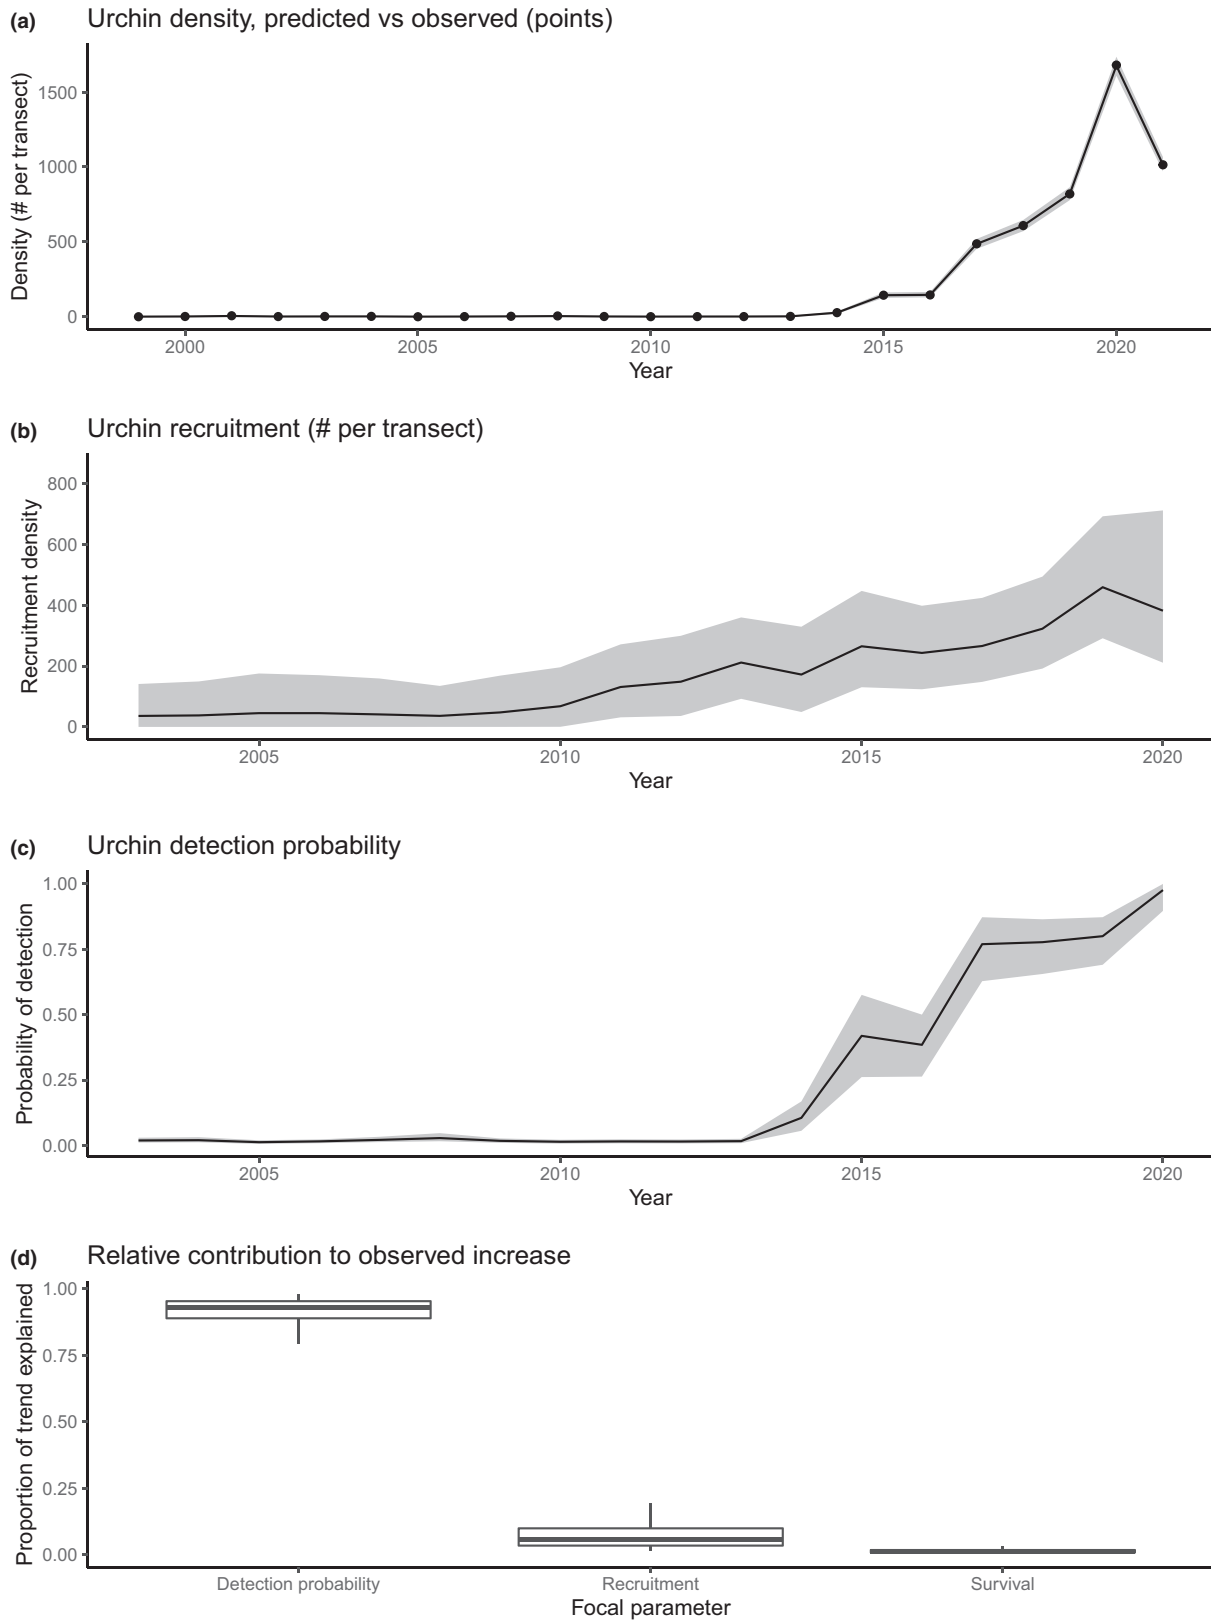 (a) Urchin density, predicted vs observed (points)
Density (# per transect)
1500
1000
500
0
2000 2005 2010 2015 2020
Year
(b) Urchin recruitment (# per transect)
Recruitment density
800
600
400
200
0
2005 2010 2015 2020
Year
(c) Urchin detection probability
Probability of detection
1.00
0.75
0.50
0.25
0.00
2005 2010 2015 2020
Year
(d) Relative contribution to observed increase
Proportion of trend explained
1.00
0.75
0.50
0.25
0.00
Detection probability Recruitment Survival
Focal parameter